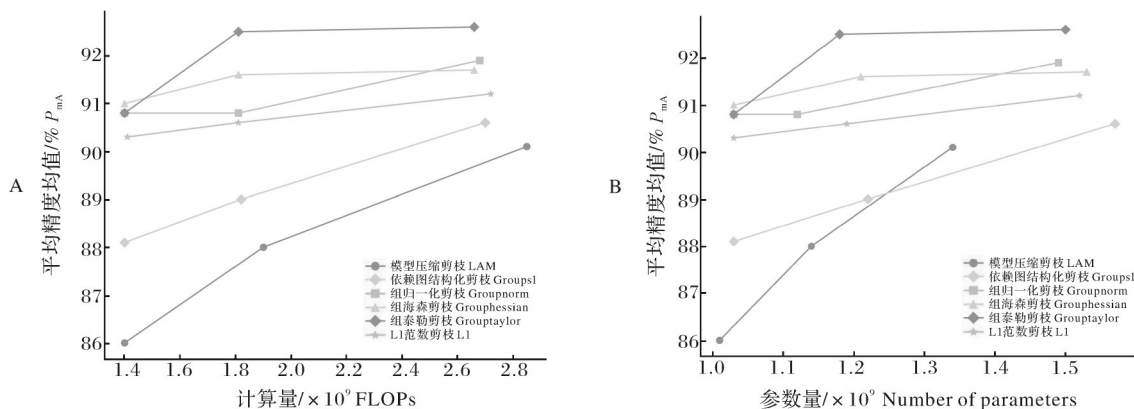 A
平均精度均值/% PmA
92
91
90
89
88
87
86
1.4
1.6
1.8
2.0
2.2
2.4
2.6
2.8
计算量/×10⁹ FLOPs
模型压缩剪枝 LAM
依赖图结构化剪枝 Groupsl
组归一化剪枝 Groupnorm
组海森剪枝 Grouphessian
组泰勒剪枝 Grouptaylor
L1范数剪枝 L1
B
平均精度均值/% PmA
92
91
90
89
88
87
86
1.0
1.1
1.2
1.3
1.4
1.5
参数量/×10⁹ Number of parameters
模型压缩剪枝 LAM
依赖图结构化剪枝 Groupsl
组归一化剪枝 Groupnorm
组海森剪枝 Grouphessian
组泰勒剪枝 Grouptaylor
L1范数剪枝 L1